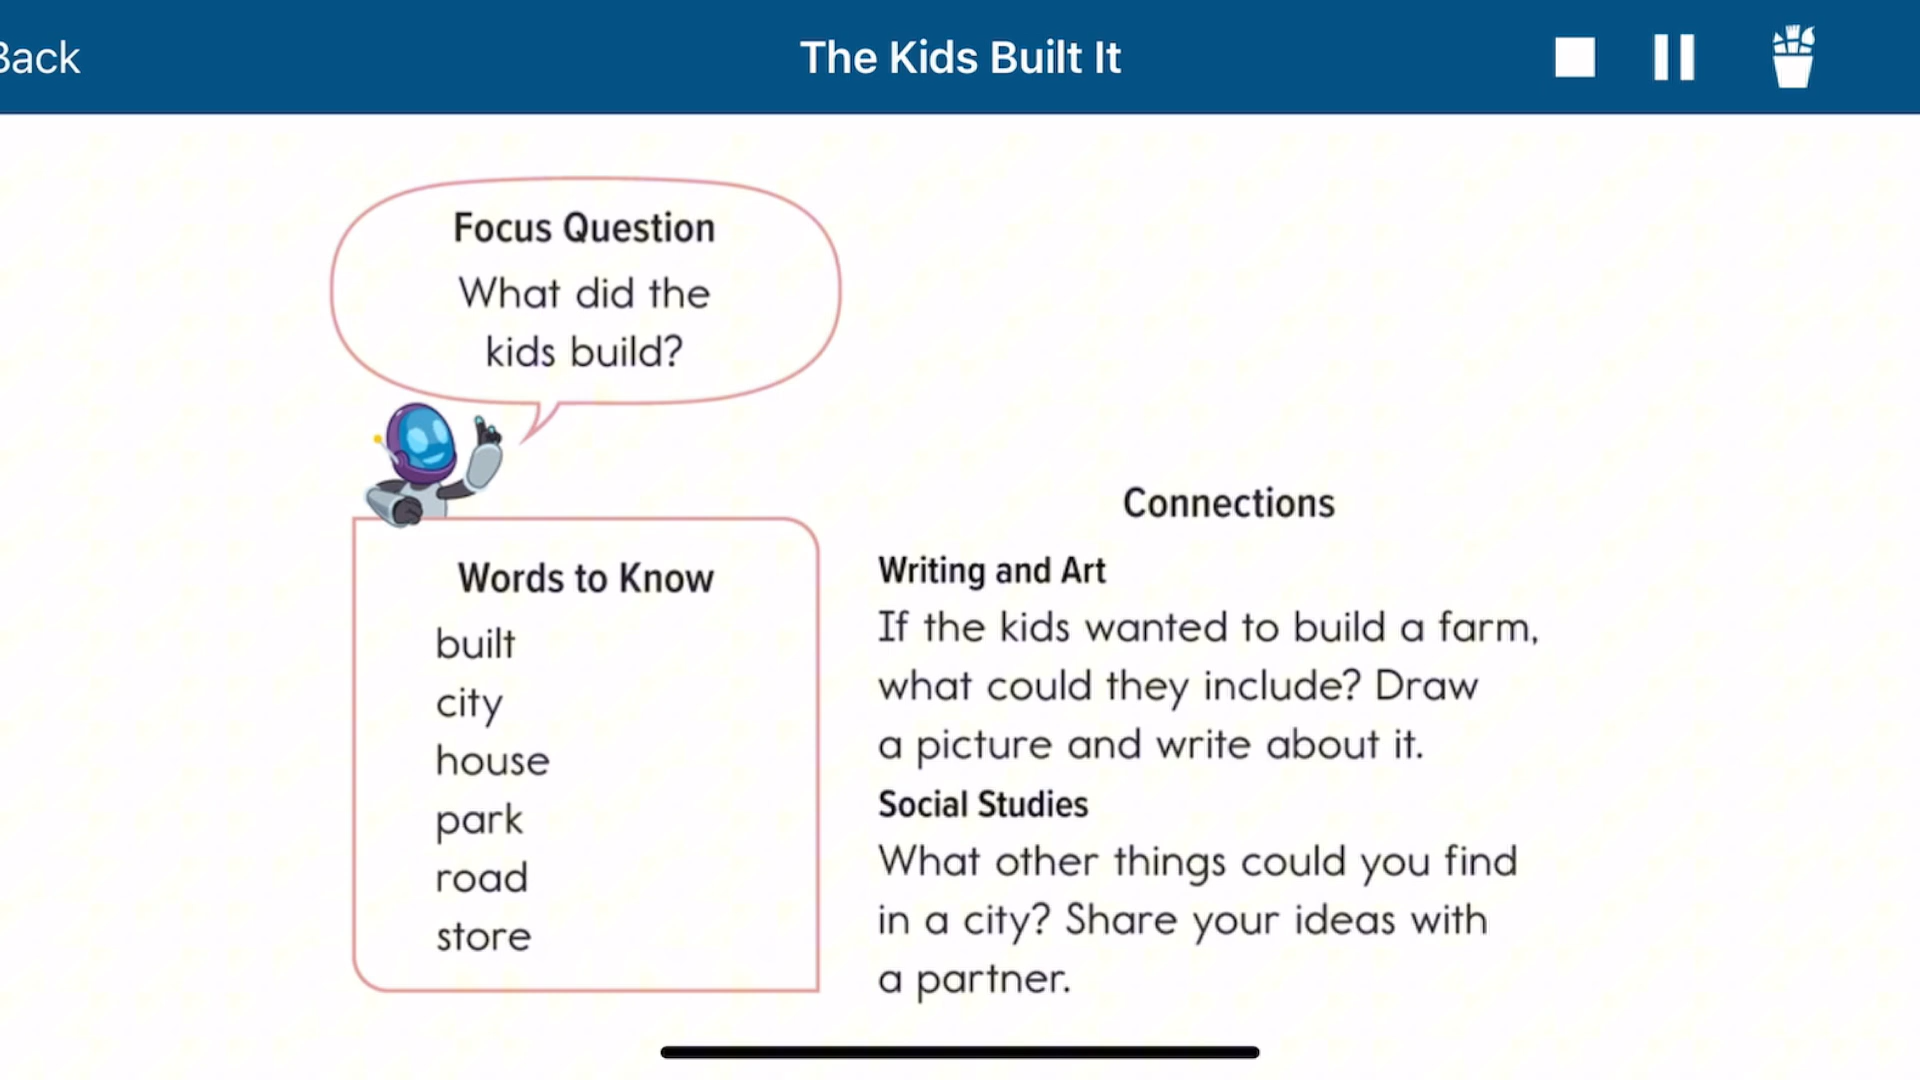 Back
The Kids Built It
Focus Question
What did the
kids build?
Words to Know
built
city
house
park
road
store
Connections
Writing and Art
If the kids wanted to build a farm,
what could they include? Draw
a picture and write about it.
Social Studies
What other things could you find
in a city? Share your ideas with
a partner.